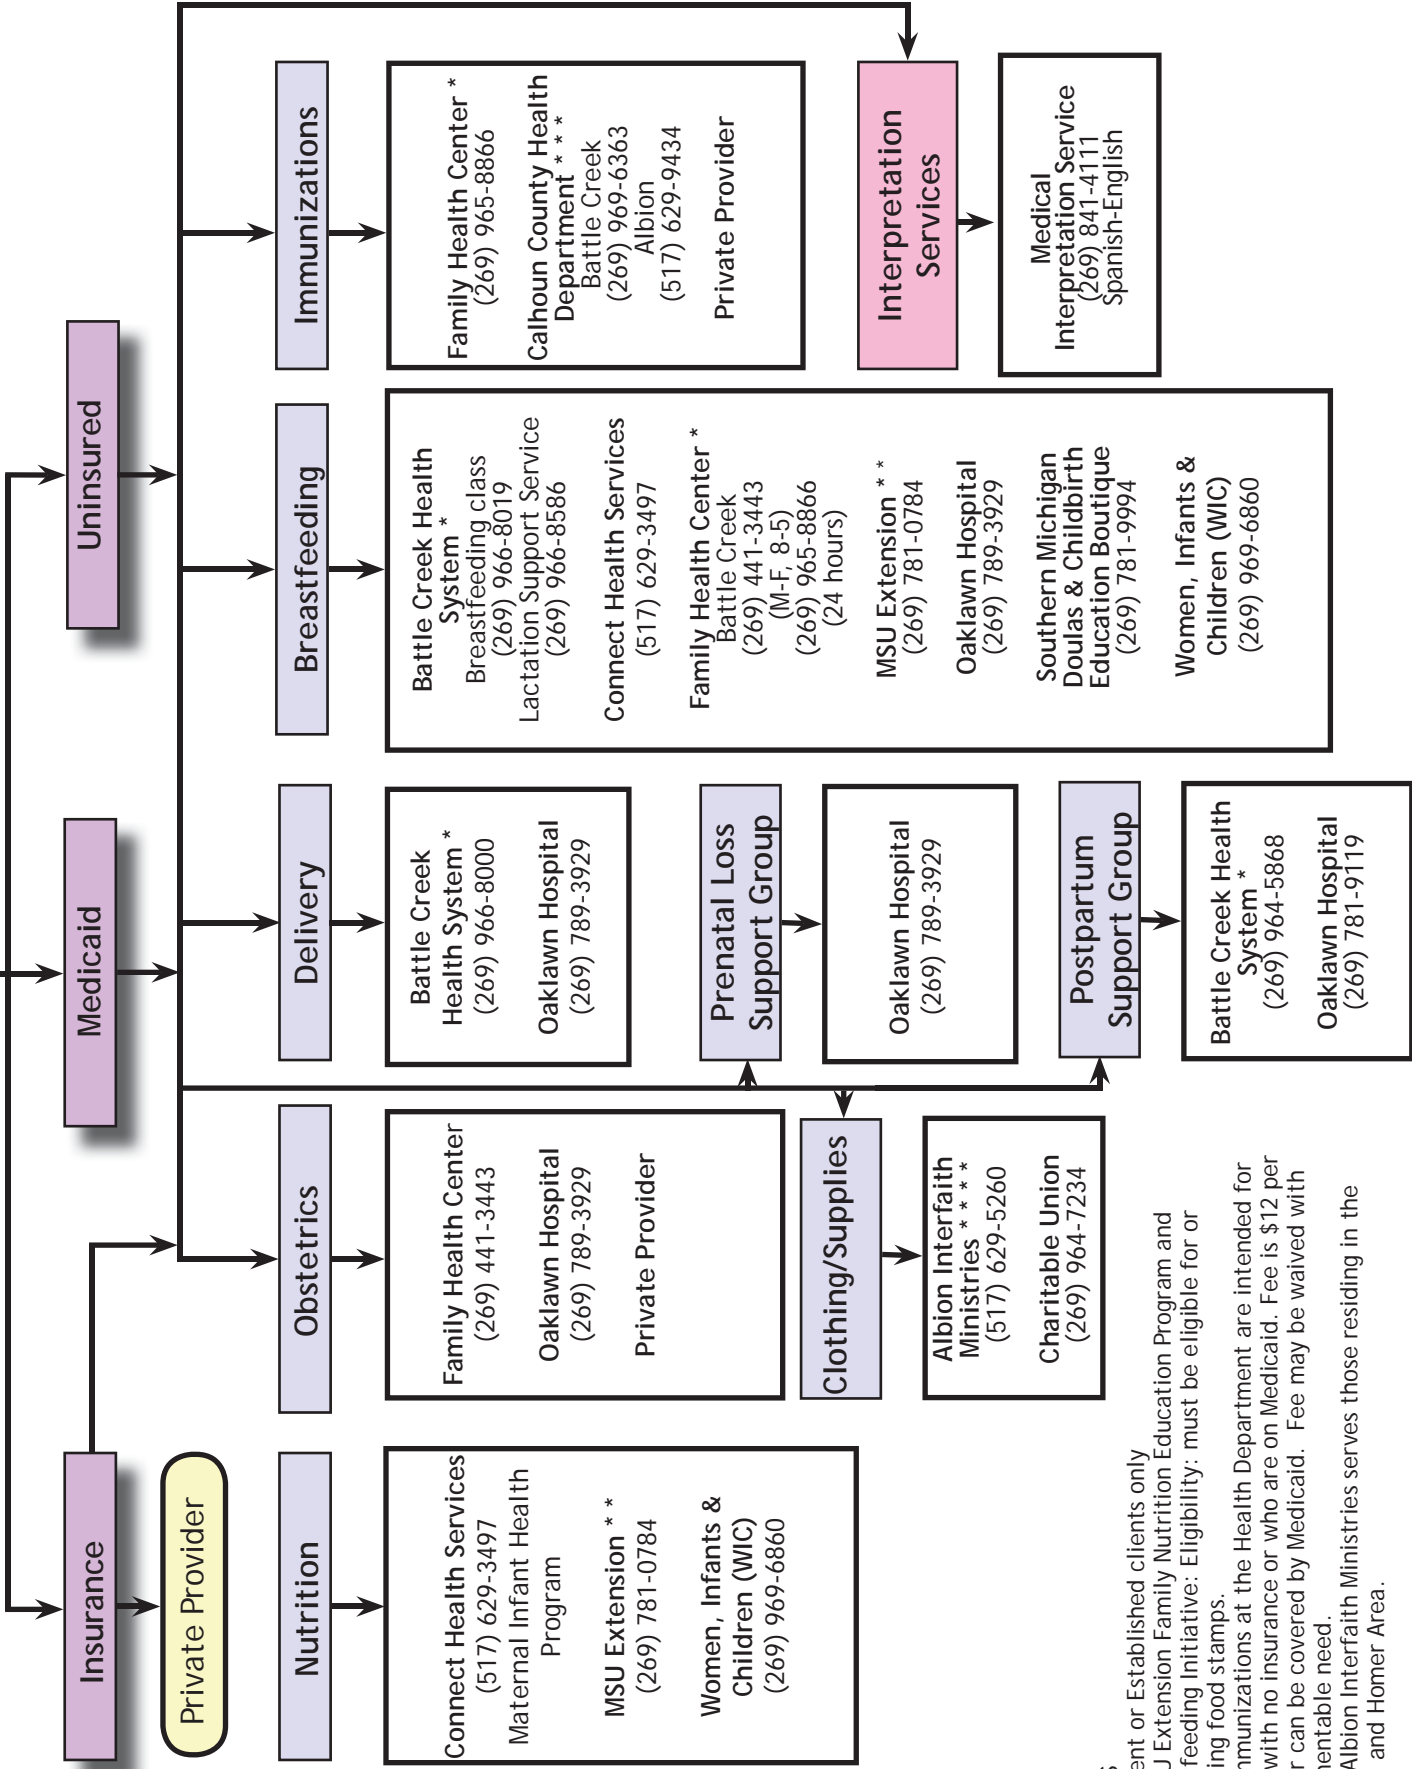 Insurance
Medicaid
Uninsured
Private Provider
Nutrition
Connect Health Services
(517) 629-3497
Maternal Infant Health
Program
MSU Extension * *
(269) 781-0784
Women, Infants &
Children (WIC)
(269) 969-6860
Obstetrics
Family Health Center
(269) 441-3443
Oaklawn Hospital
(269) 789-3929
Private Provider
Clothing/Supplies
Albion Interfaith
Ministries * * * *
(517) 629-5260
Charitable Union
(269) 964-7234
Delivery
Battle Creek
Health System *
(269) 966-8000
Oaklawn Hospital
(269) 789-3929
Prenatal Loss
Support Group
Oaklawn Hospital
(269) 789-3929
Postpartum
Support Group
Battle Creek Health
System *
(269) 964-5868
Oaklawn Hospital
(269) 781-9119
Breastfeeding
Battle Creek Health
System *
Breastfeeding class
(269) 966-8019
Lactation Support Service
(269) 966-8586
Connect Health Services
(517) 629-3497
Family Health Center *
Battle Creek
(269) 441-3443
(M-F, 8-5)
(269) 965-8866
(24 hours)
MSU Extension * *
(269) 781-0784
Oaklawn Hospital
(269) 789-3929
Southern Michigan
Doulas & Childbirth
Education Boutique
(269) 781-9994
Women, Infants &
Children (WIC)
(269) 969-6860
Immunizations
Family Health Center *
(269) 965-8866
Calhoun County Health
Department * * *
Battle Creek
(269) 969-6363
Albion
(517) 629-9434
Private Provider
Interpretation
Services
Medical
Interpretation Service
(269) 841-4111
Spanish-English
or Established clients only
Extension Family Nutrition Education Program and
feeding Initiative: Eligibility: must be eligible for or
ing food stamps.
munizations at the Health Department are intended for
with no insurance or who are on Medicaid. Fee is $12 per
r can be covered by Medicaid. Fee may be waived with
mentable need.
Albion Interfaith Ministries serves those residing in the
and Homer Area.